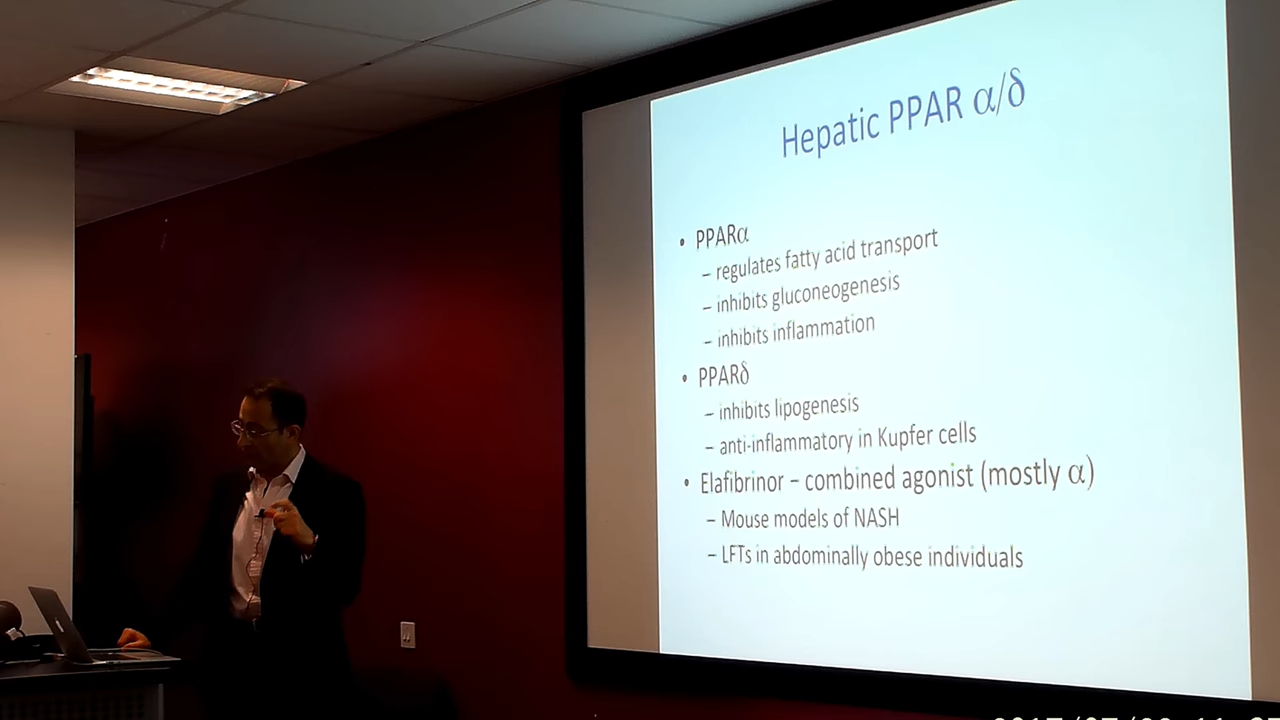 Hepatic PPAR α/δ
• PPARα
– regulates fatty acid transport
– inhibits gluconeogenesis
– inhibits inflammation
• PPARδ
– inhibits lipogenesis
– anti-inflammatory in Kupfer cells
• Elafibrinor – combined agonist (mostly α)
– Mouse models of NASH
– LFTs in abdominally obese individuals